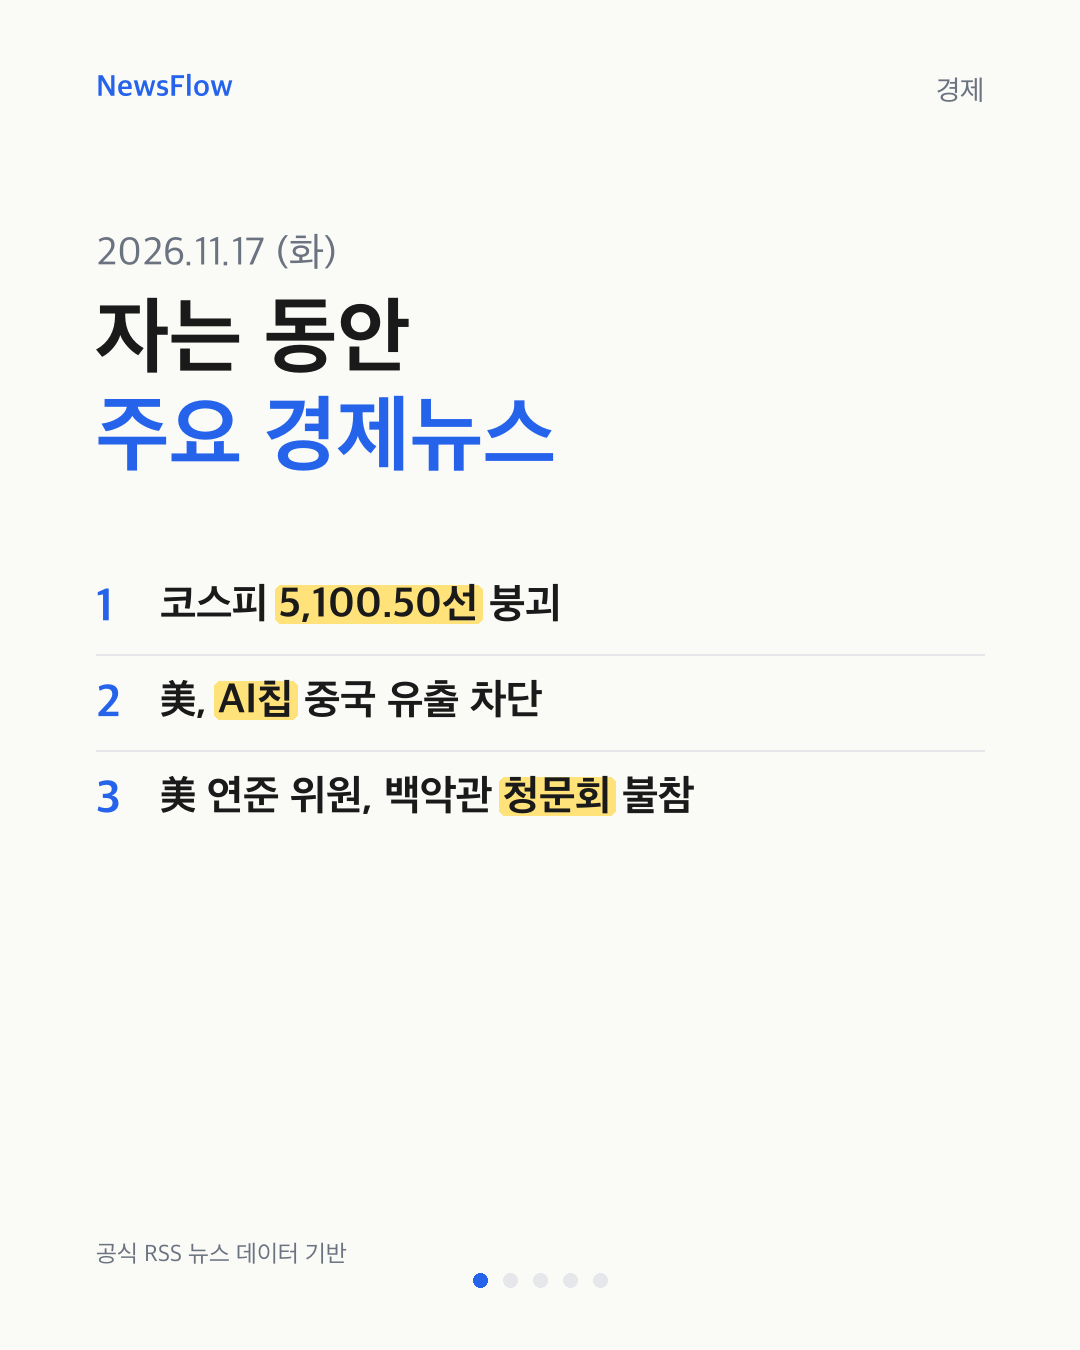 NewsFlow
경제
2026.11.17 (화)
자는 동안
주요 경제뉴스
1 코스피 5,100.50선 붕괴
2 美, AI칩 중국 유출 차단
3 美 연준 위원, 백악관 청문회 불참
공식 RSS 뉴스 데이터 기반